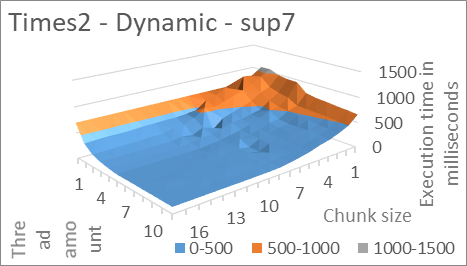 Times2 - Dynamic - sup7
1500
1000
500
0
Execution time in
milliseconds
1
4
7
10
Thre
ad
amo
unt
16
13
10
7
4
1
Chunk size
0-500
500-1000
1000-1500